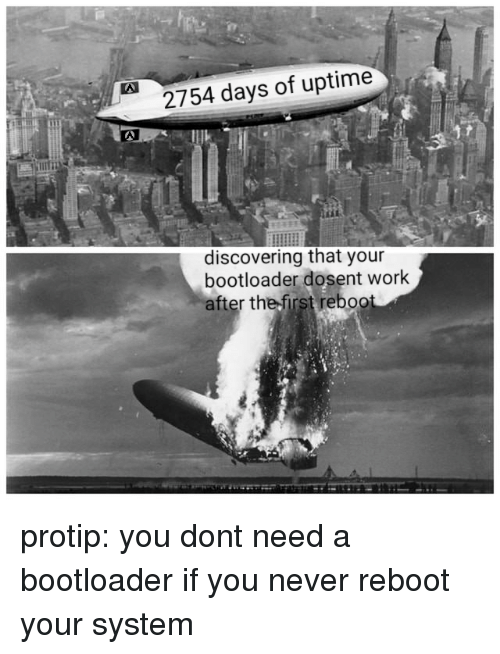 2754 days of uptime
discovering that your
bootloader dosent work
after the first reboot
protip: you dont need a
bootloader if you never reboot
your system